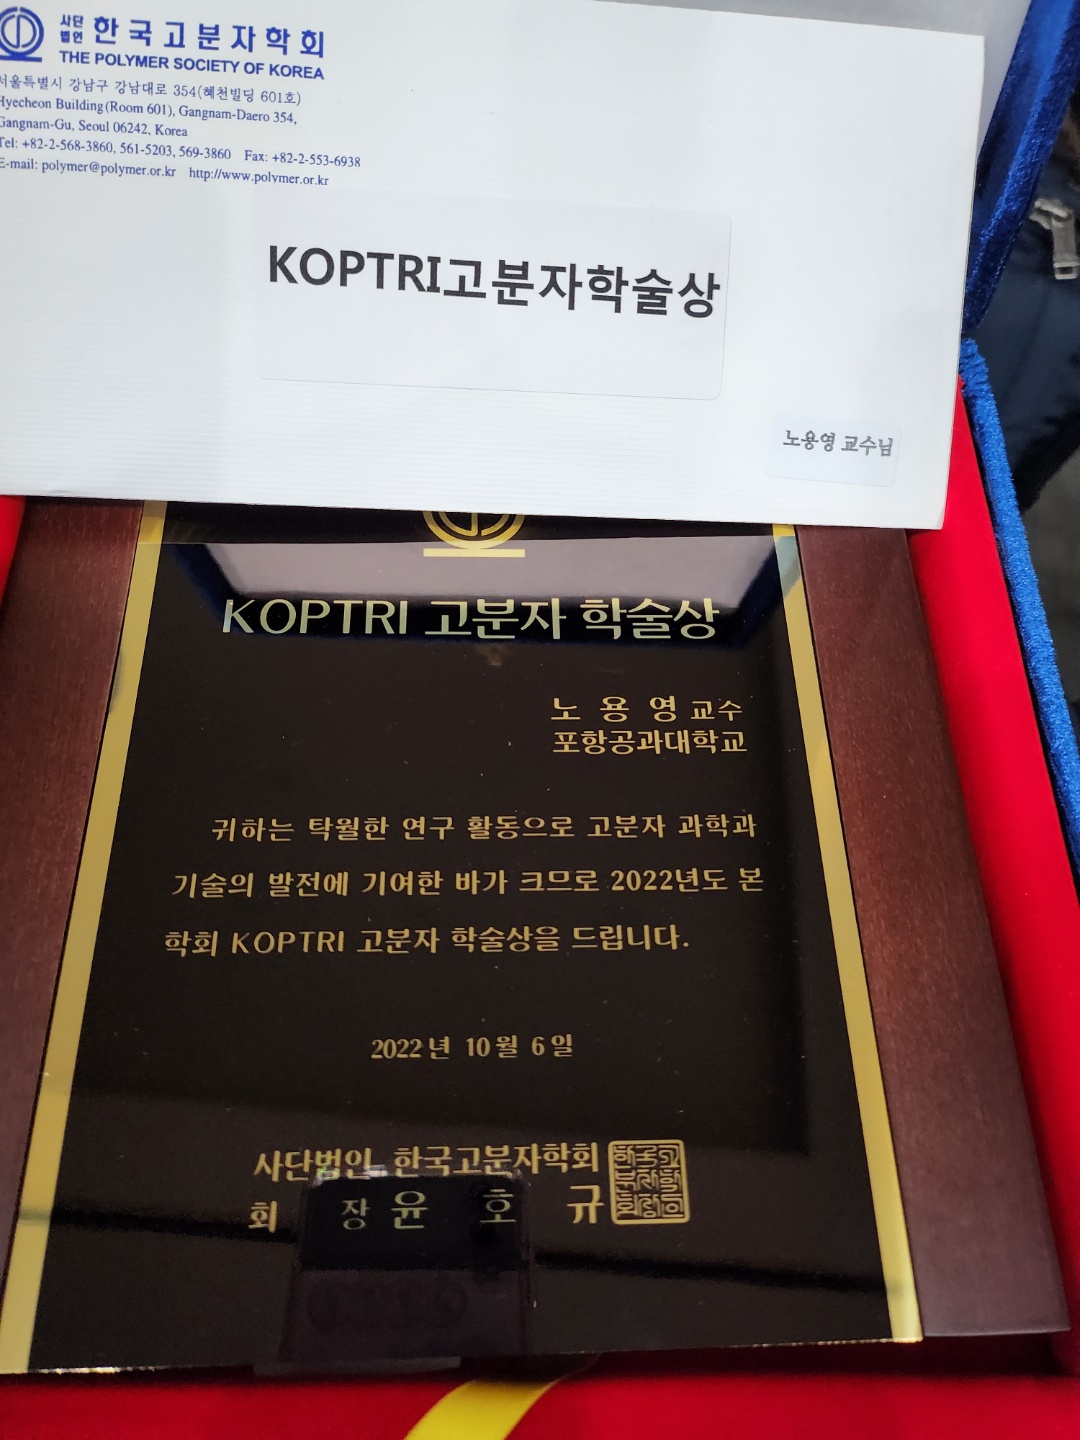 사단
법인 한국고분자학회
THE POLYMER SOCIETY OF KOREA
서울특별시 강남구 강남대로 354(혜천빌딩 601호)
Hyecheon Building(Room 601), Gangnam-Daero 354,
Gangnam-Gu, Seoul 06242, Korea
Tel: +82-2-568-3860, 561-5203, 569-3860 Fax: +82-2-553-6938
E-mail: polymer@polymer.or.kr http://www.polymer.or.kr
KOPTRI고분자학술상
노용영 교수님
KOPTRI 고분자 학술상
노 용 영 교수
포항공과대학교
귀하는 탁월한 연구 활동으로 고분자 과학과
기술의 발전에 기여한 바가 크므로 2022년도 본
학회 KOPTRI 고분자 학술상을 드립니다.
2022년 10월 6일
사단법인 한국고분자학회
회 장 윤 호 규